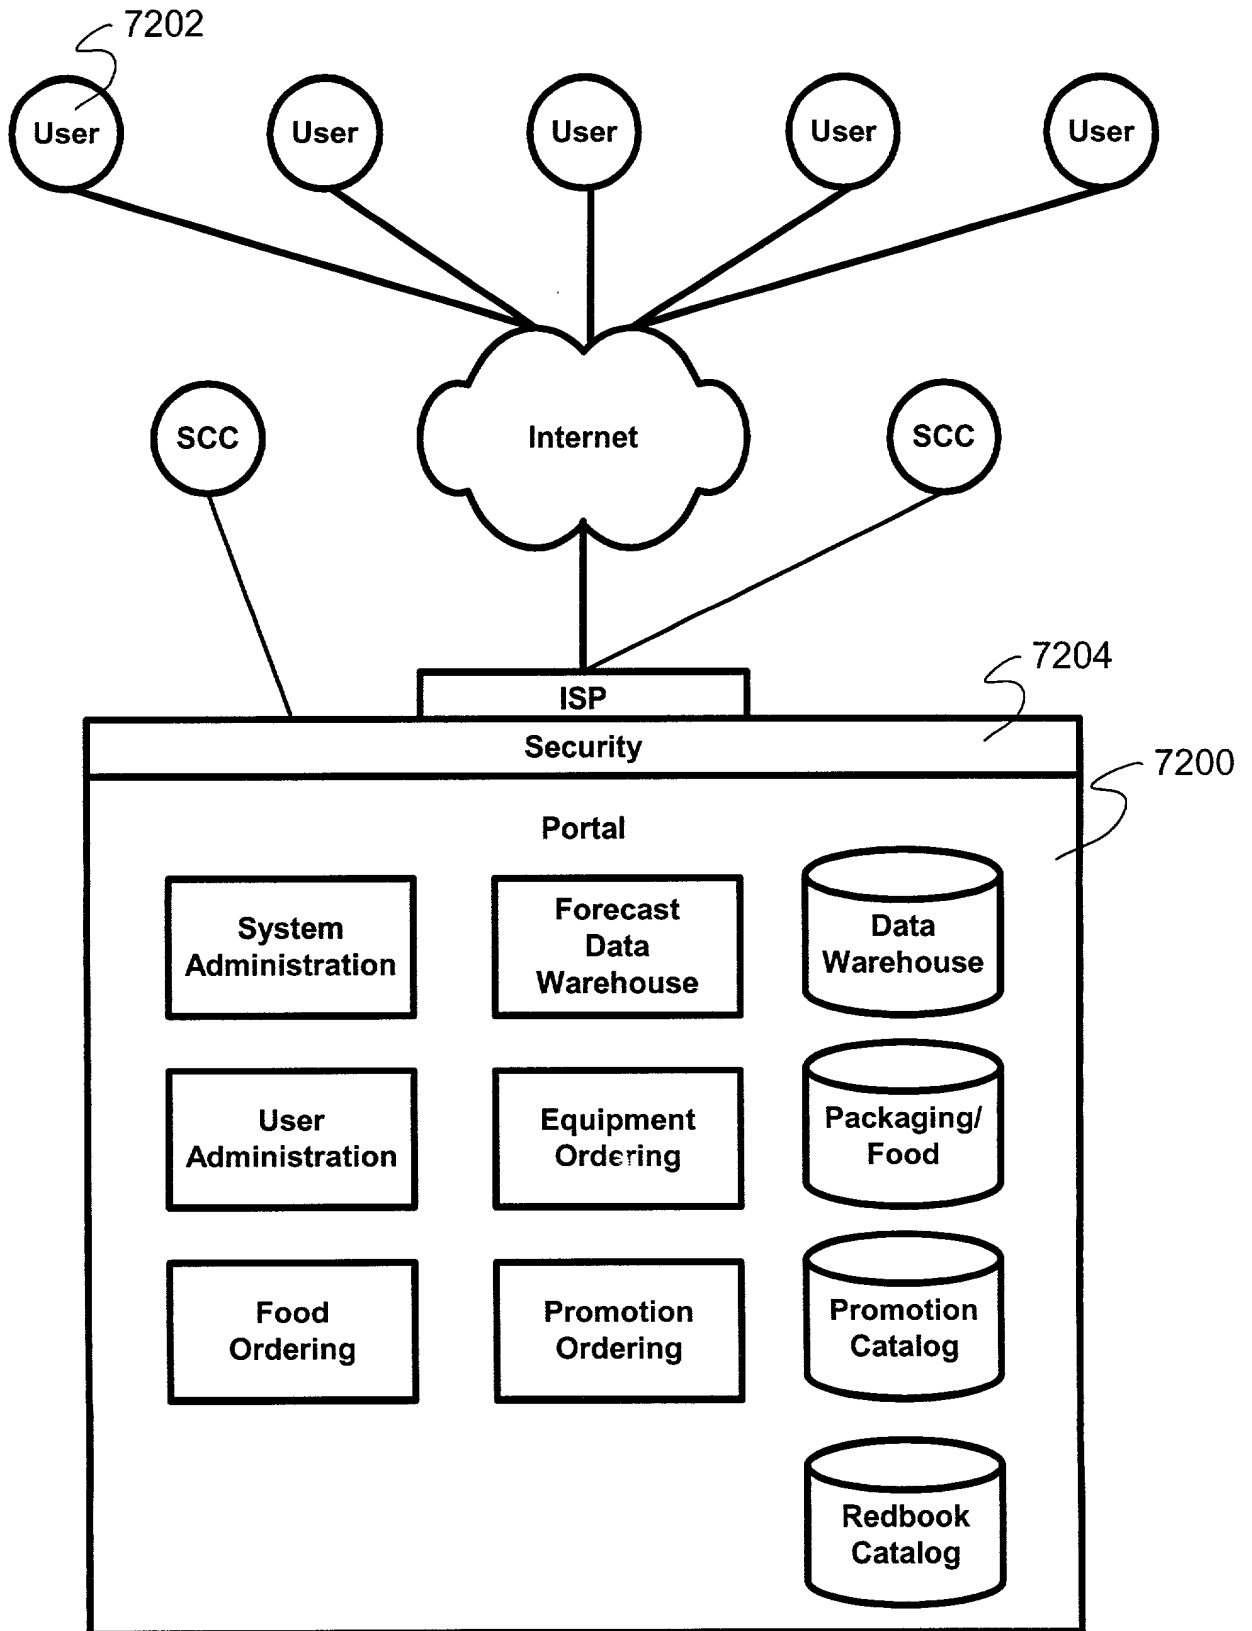 7202
User
User
User
User
User
SCC
Internet
SCC
7204
ISP
Security
7200
Portal
System
Administration
Forecast
Data
Warehouse
Data
Warehouse
User
Administration
Equipment
Ordering
Packaging/
Food
Food
Ordering
Promotion
Ordering
Promotion
Catalog
Redbook
Catalog